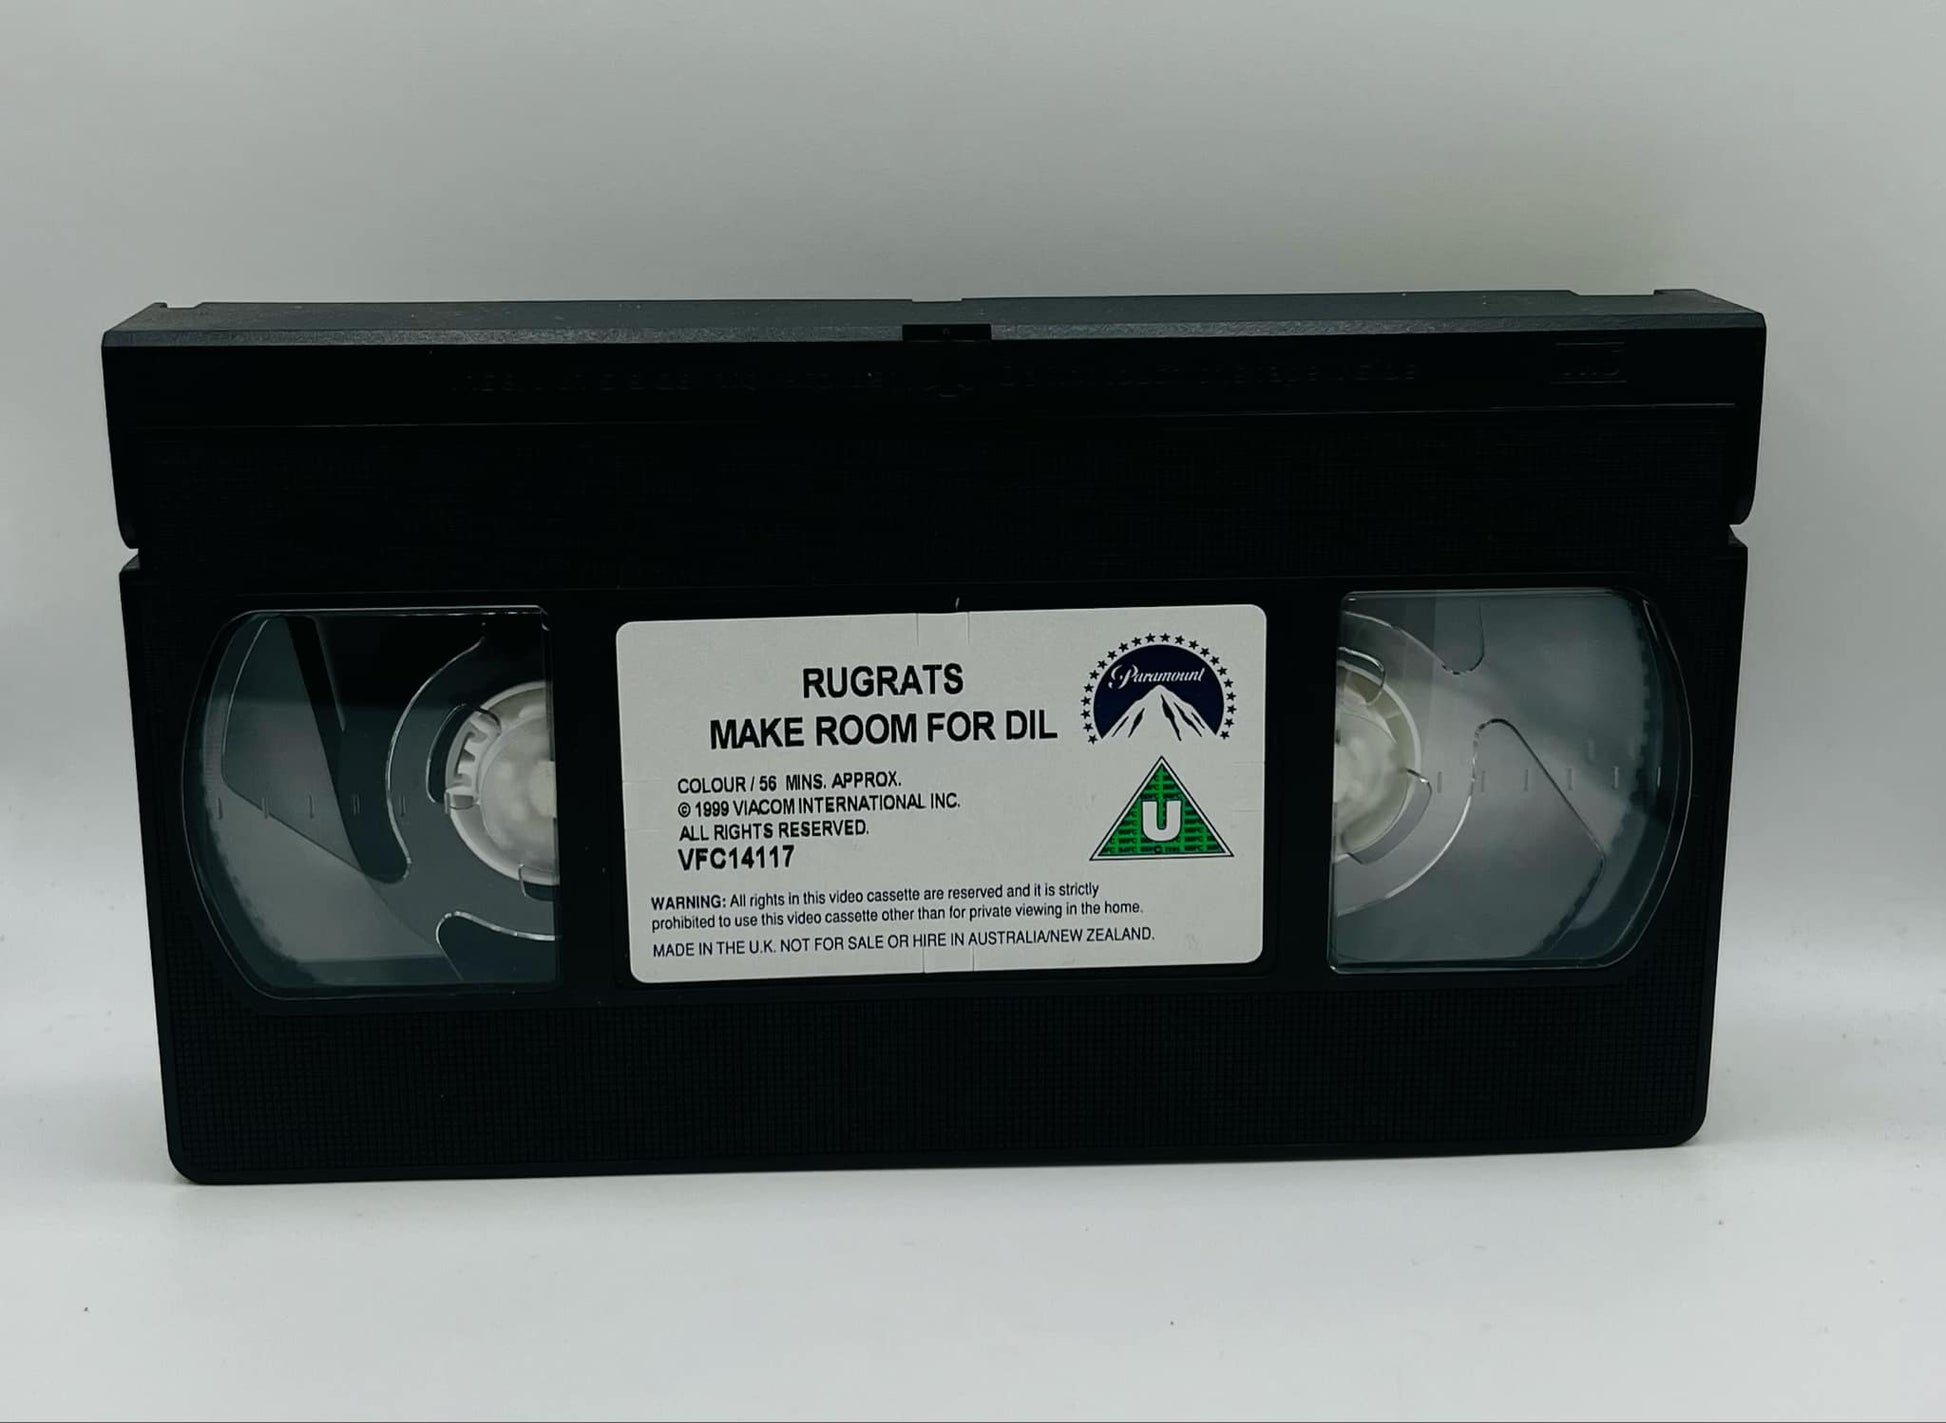 RUGRATS
MAKE ROOM FOR DIL
Paramount
COLOUR / 56 MINS. APPROX.
© 1999 VIACOM INTERNATIONAL INC.
ALL RIGHTS RESERVED.
VFC14117
U
WARNING: All rights in this video cassette are reserved and it is strictly
prohibited to use this video cassette other than for private viewing in the home.
MADE IN THE U.K. NOT FOR SALE OR HIRE IN AUSTRALIA/NEW ZEALAND.